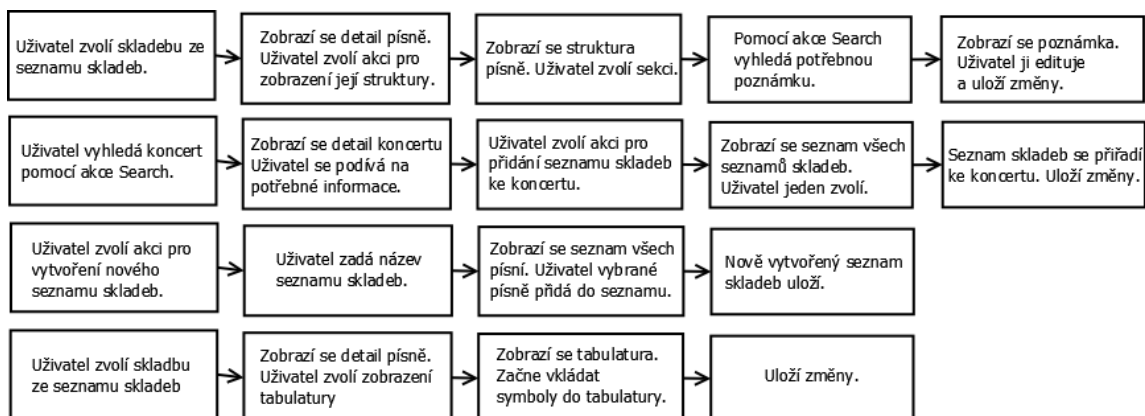 Uživatel zvolí skladebu ze
seznamu skladeb.
Zobrazí se detail písně.
Uživatel zvolí akci pro
zobrazení její struktury.
Zobrazí se struktura
písně. Uživatel zvolí sekci.
Pomocí akce Search
vyhledá potřebnou
poznámku.
Zobrazí se poznámka.
Uživatel ji edituje
a uloží změny.
Uživatel vyhledá koncert
pomocí akce Search.
Zobrazí se detail koncertu
Uživatel se podívá na
potřebné informace.
Uživatel zvolí akci pro
přidání seznamu skladeb
ke koncertu.
Zobrazí se seznam všech
seznamů skladeb.
Uživatel jeden zvolí.
Seznam skladeb se přiřadí
ke koncertu. Uloží změny.
Uživatel zvolí akci pro
vytvoření nového
seznamu skladeb.
Uživatel zadá název
seznamu skladeb.
Zobrazí se seznam všech
písní. Uživatel vybrané
písně přidá do seznamu.
Nově vytvořený seznam
skladeb uloží.
Uživatel zvolí skladbu
ze seznamu skladeb
Zobrazí se detail písně.
Uživatel zvolí zobrazení
tabulatury
Zobrazí se tabulatura.
Začne vkládat
symboly do tabulatury.
Uloží změny.